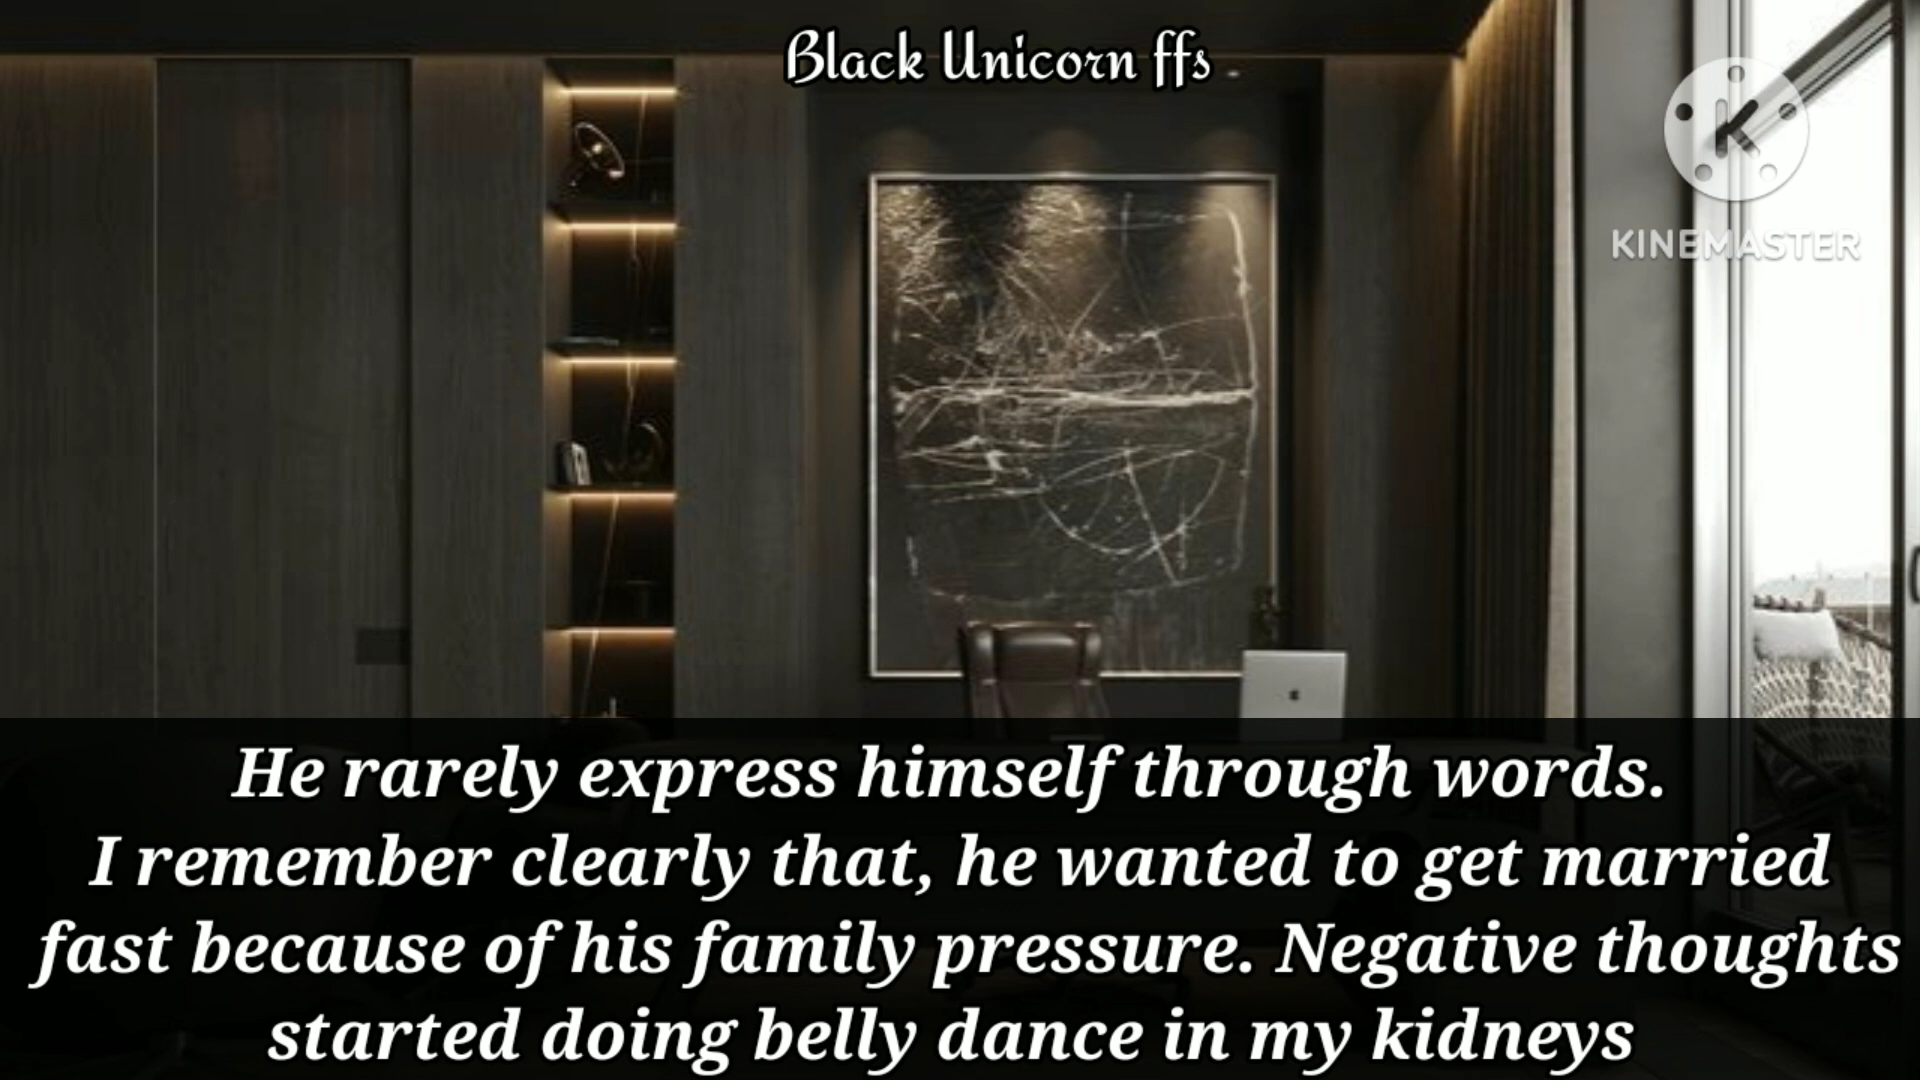 Black Unicorn ffs
KINEMASTER
He rarely express himself through words.
I remember clearly that, he wanted to get married
fast because of his family pressure. Negative thoughts
started doing belly dance in my kidneys